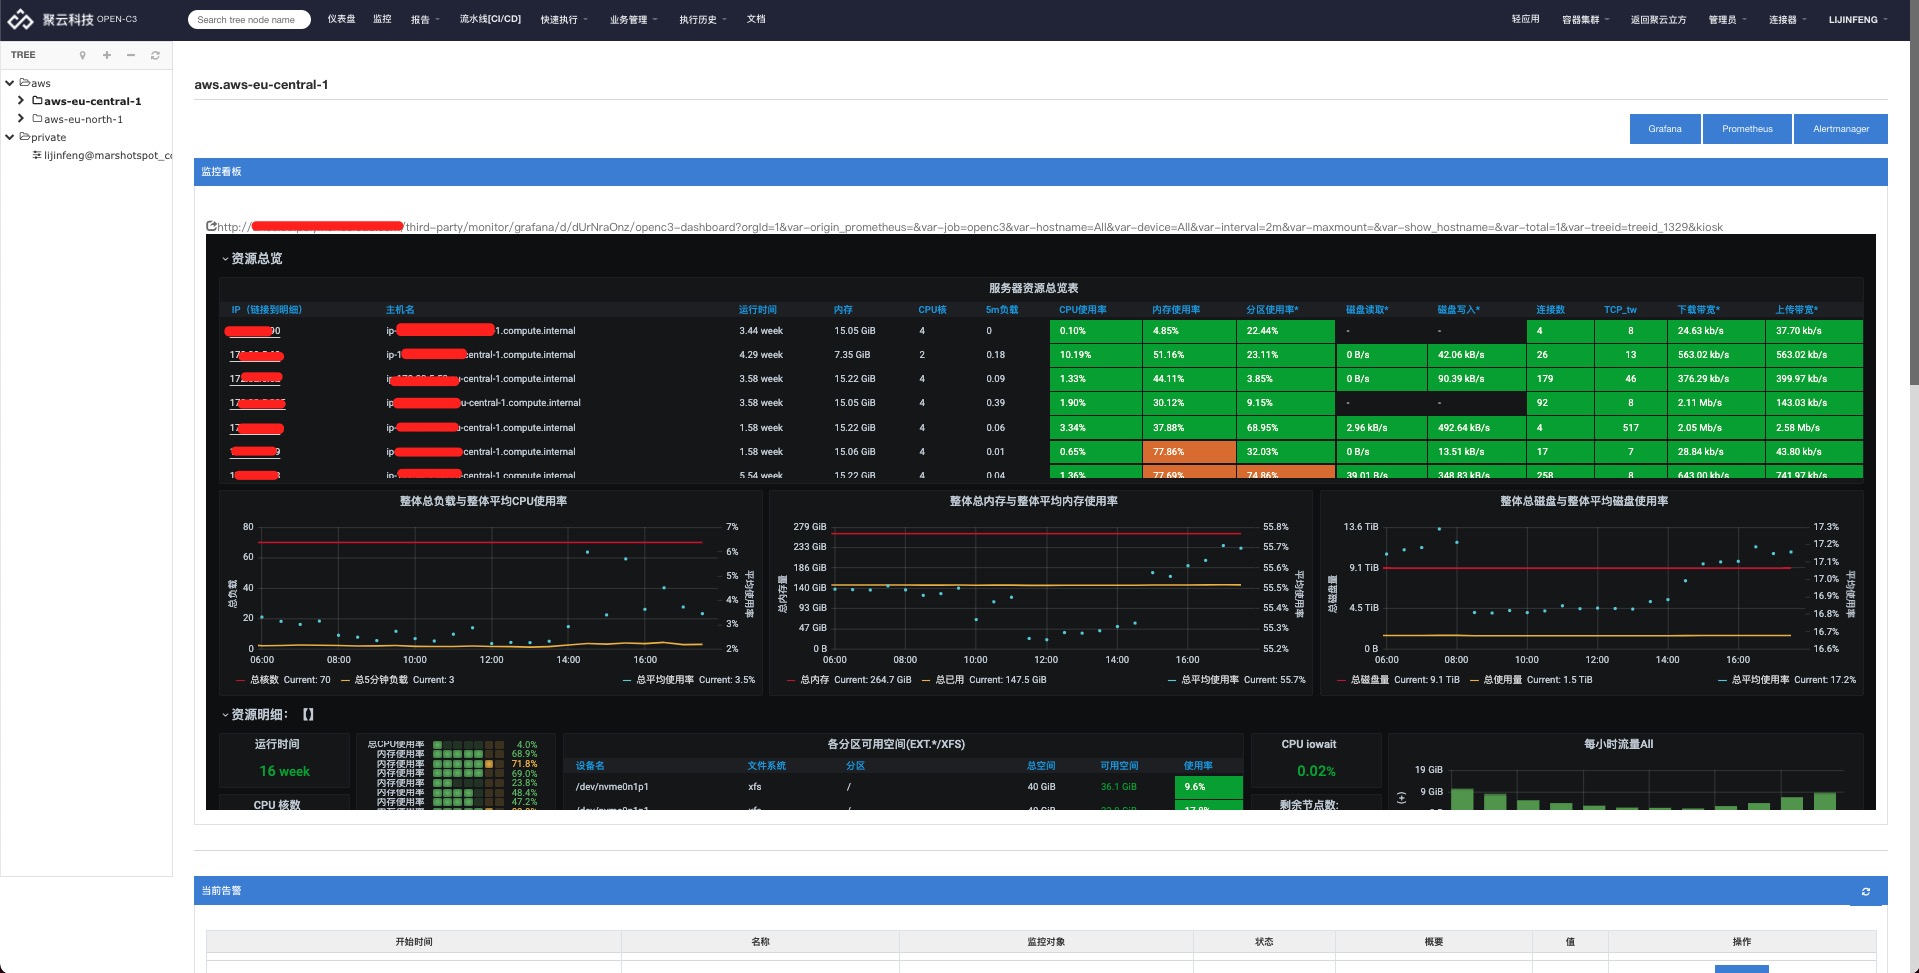 聚云科技 OPEN-C3 Search tree node name 仪表盘 监控 报告 流水线[CI/CD] 快速执行 业务管理 执行历史 文档 轻应用 容器集群 返回聚云立方 管理员 连接器 LIJINFENG
TREE
aws
aws-eu-central-1
aws-eu-north-1
private
lijinfeng@marshotspot_cc
aws.aws-eu-central-1
Grafana Prometheus Alertmanager
监控看板
http:// /third-party/monitor/grafana/d/dUrNraOnz/openc3-dashboard?orgId=1&var-origin_prometheus=&var-job=openc3&var-hostname=All&var-device=All&var-interval=2m&var-maxmount=&var-show_hostname=&var-total=1&var-treeid=treeid_1329&kiosk
资源总览
服务器资源总览表
IP（链接到明细） 主机名 运行时间 内存 CPU核 5m负载 CPU使用率 内存使用率 分区使用率* 磁盘读取* 磁盘写入* 连接数 TCP_tw 下载带宽* 上传带宽*
90 ip- -1.compute.internal 3.44 week 15.05 GiB 4 0 0.10% 4.85% 22.44% - - 4 8 24.63 kb/s 37.70 kb/s
17 ip-1 central-1.compute.internal 4.29 week 7.35 GiB 2 0.18 10.19% 51.16% 23.11% 0 B/s 42.06 kB/s 26 13 563.02 kb/s 563.02 kb/s
17 -central-1.compute.internal 3.58 week 15.22 GiB 4 0.09 1.33% 44.11% 3.85% 0 B/s 90.39 kB/s 179 46 376.29 kb/s 399.97 kb/s
17 ip- u-central-1.compute.internal 3.58 week 15.05 GiB 4 0.39 1.90% 30.12% 9.15% - - 92 8 2.11 Mb/s 143.03 kb/s
17 ip- -central-1.compute.internal 1.58 week 15.22 GiB 4 0.06 3.34% 37.88% 68.95% 2.96 kB/s 492.64 kB/s 4 517 2.05 Mb/s 2.58 Mb/s
9 ip- central-1.compute.internal 1.58 week 15.06 GiB 4 0.01 0.65% 77.86% 32.03% 0 B/s 13.51 kB/s 17 7 28.84 kb/s 43.80 kb/s
1 ip- central-1.compute.internal 5.54 week 15.22 GiB 4 0.04 1.36% 77.69% 74.86% 39.01 B/s 348.83 kB/s 258 8 643.00 kb/s 741.97 kb/s
整体总负载与整体平均CPU使用率
80
60
40
20
0
总负载
7%
6%
5%
4%
3%
2%
平均使用率
06:00 08:00 10:00 12:00 14:00 16:00
总核数 Current: 70 总5分钟负载 Current: 3 总平均使用率 Current: 3.5%
整体总内存与整体平均内存使用率
279 GiB
233 GiB
186 GiB
140 GiB
93 GiB
47 GiB
0 B
总内存量
55.8%
55.7%
55.6%
55.5%
55.4%
55.3%
55.2%
平均使用率
06:00 08:00 10:00 12:00 14:00 16:00
总内存 Current: 264.7 GiB 总已用 Current: 147.5 GiB 总平均使用率 Current: 55.7%
整体总磁盘与整体平均磁盘使用率
13.6 TiB
9.1 TiB
4.5 TiB
0 B
总磁盘量
17.3%
17.2%
17.1%
17.0%
16.9%
16.8%
16.7%
16.6%
平均使用率
06:00 08:00 10:00 12:00 14:00 16:00
总磁盘量 Current: 9.1 TiB 总使用量 Current: 1.5 TiB 总平均使用率 Current: 17.2%
资源明细：【】
运行时间
16 week
CPU 核数
总CPU使用率 4.0%
内存使用率 68.9%
内存使用率 71.8%
内存使用率 69.0%
内存使用率 23.8%
内存使用率 48.4%
内存使用率 47.2%
各分区可用空间(EXT.*/XFS)
设备名 文件系统 分区 总空间 可用空间 使用率
/dev/nvme0n1p1 xfs / 40 GiB 36.1 GiB 9.6%
CPU iowait
0.02%
剩余节点数:
每小时流量All
19 GiB
9 GiB
(+)
当前告警
开始时间 名称 监控对象 状态 概要 值 操作